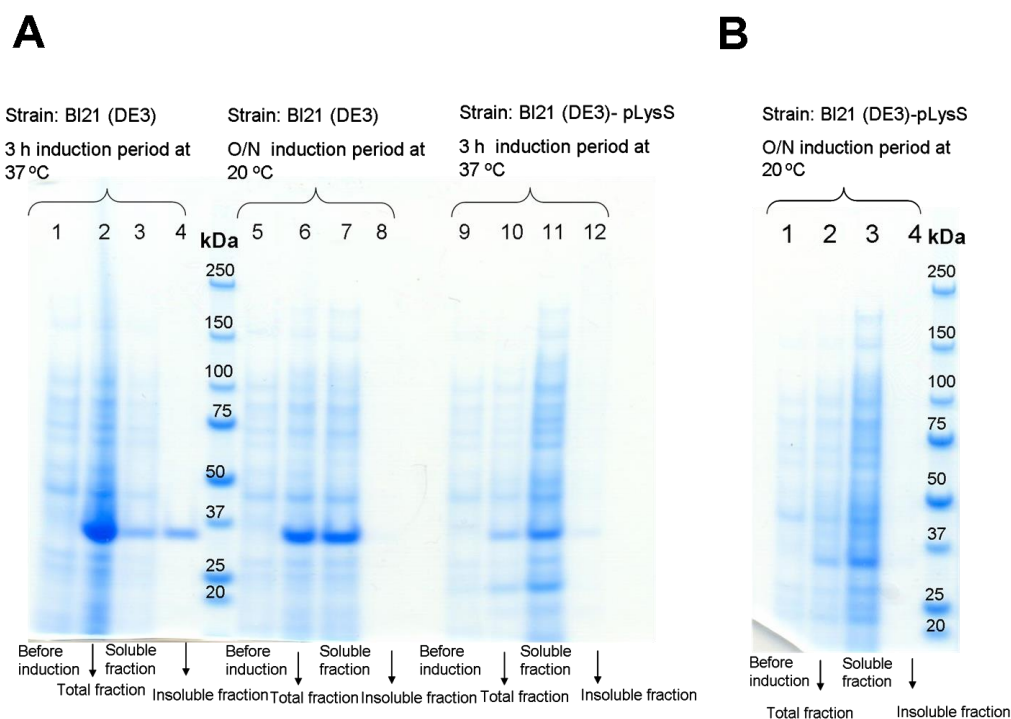 A
B
Strain: Bl21 (DE3)
3 h induction period at
37 ºC
Strain: Bl21 (DE3)
O/N induction period at
20 ºC
Strain: Bl21 (DE3)- pLysS
3 h induction period at
37 ºC
Strain: Bl21 (DE3)-pLysS
O/N induction period at
20 ºC
1 2 3 4 kDa 5 6 7 8 9 10 11 12
250
150
100
75
50
37
25
20
1 2 3 4 kDa
250
150
100
75
50
37
25
20
Before
induction
Total fraction
Soluble
fraction
Insoluble fraction
Before
induction
Total fraction
Soluble
fraction
Insoluble fraction
Before
induction
Total fraction
Soluble
fraction
Insoluble fraction
Before
induction
Total fraction
Soluble
fraction
Insoluble fraction